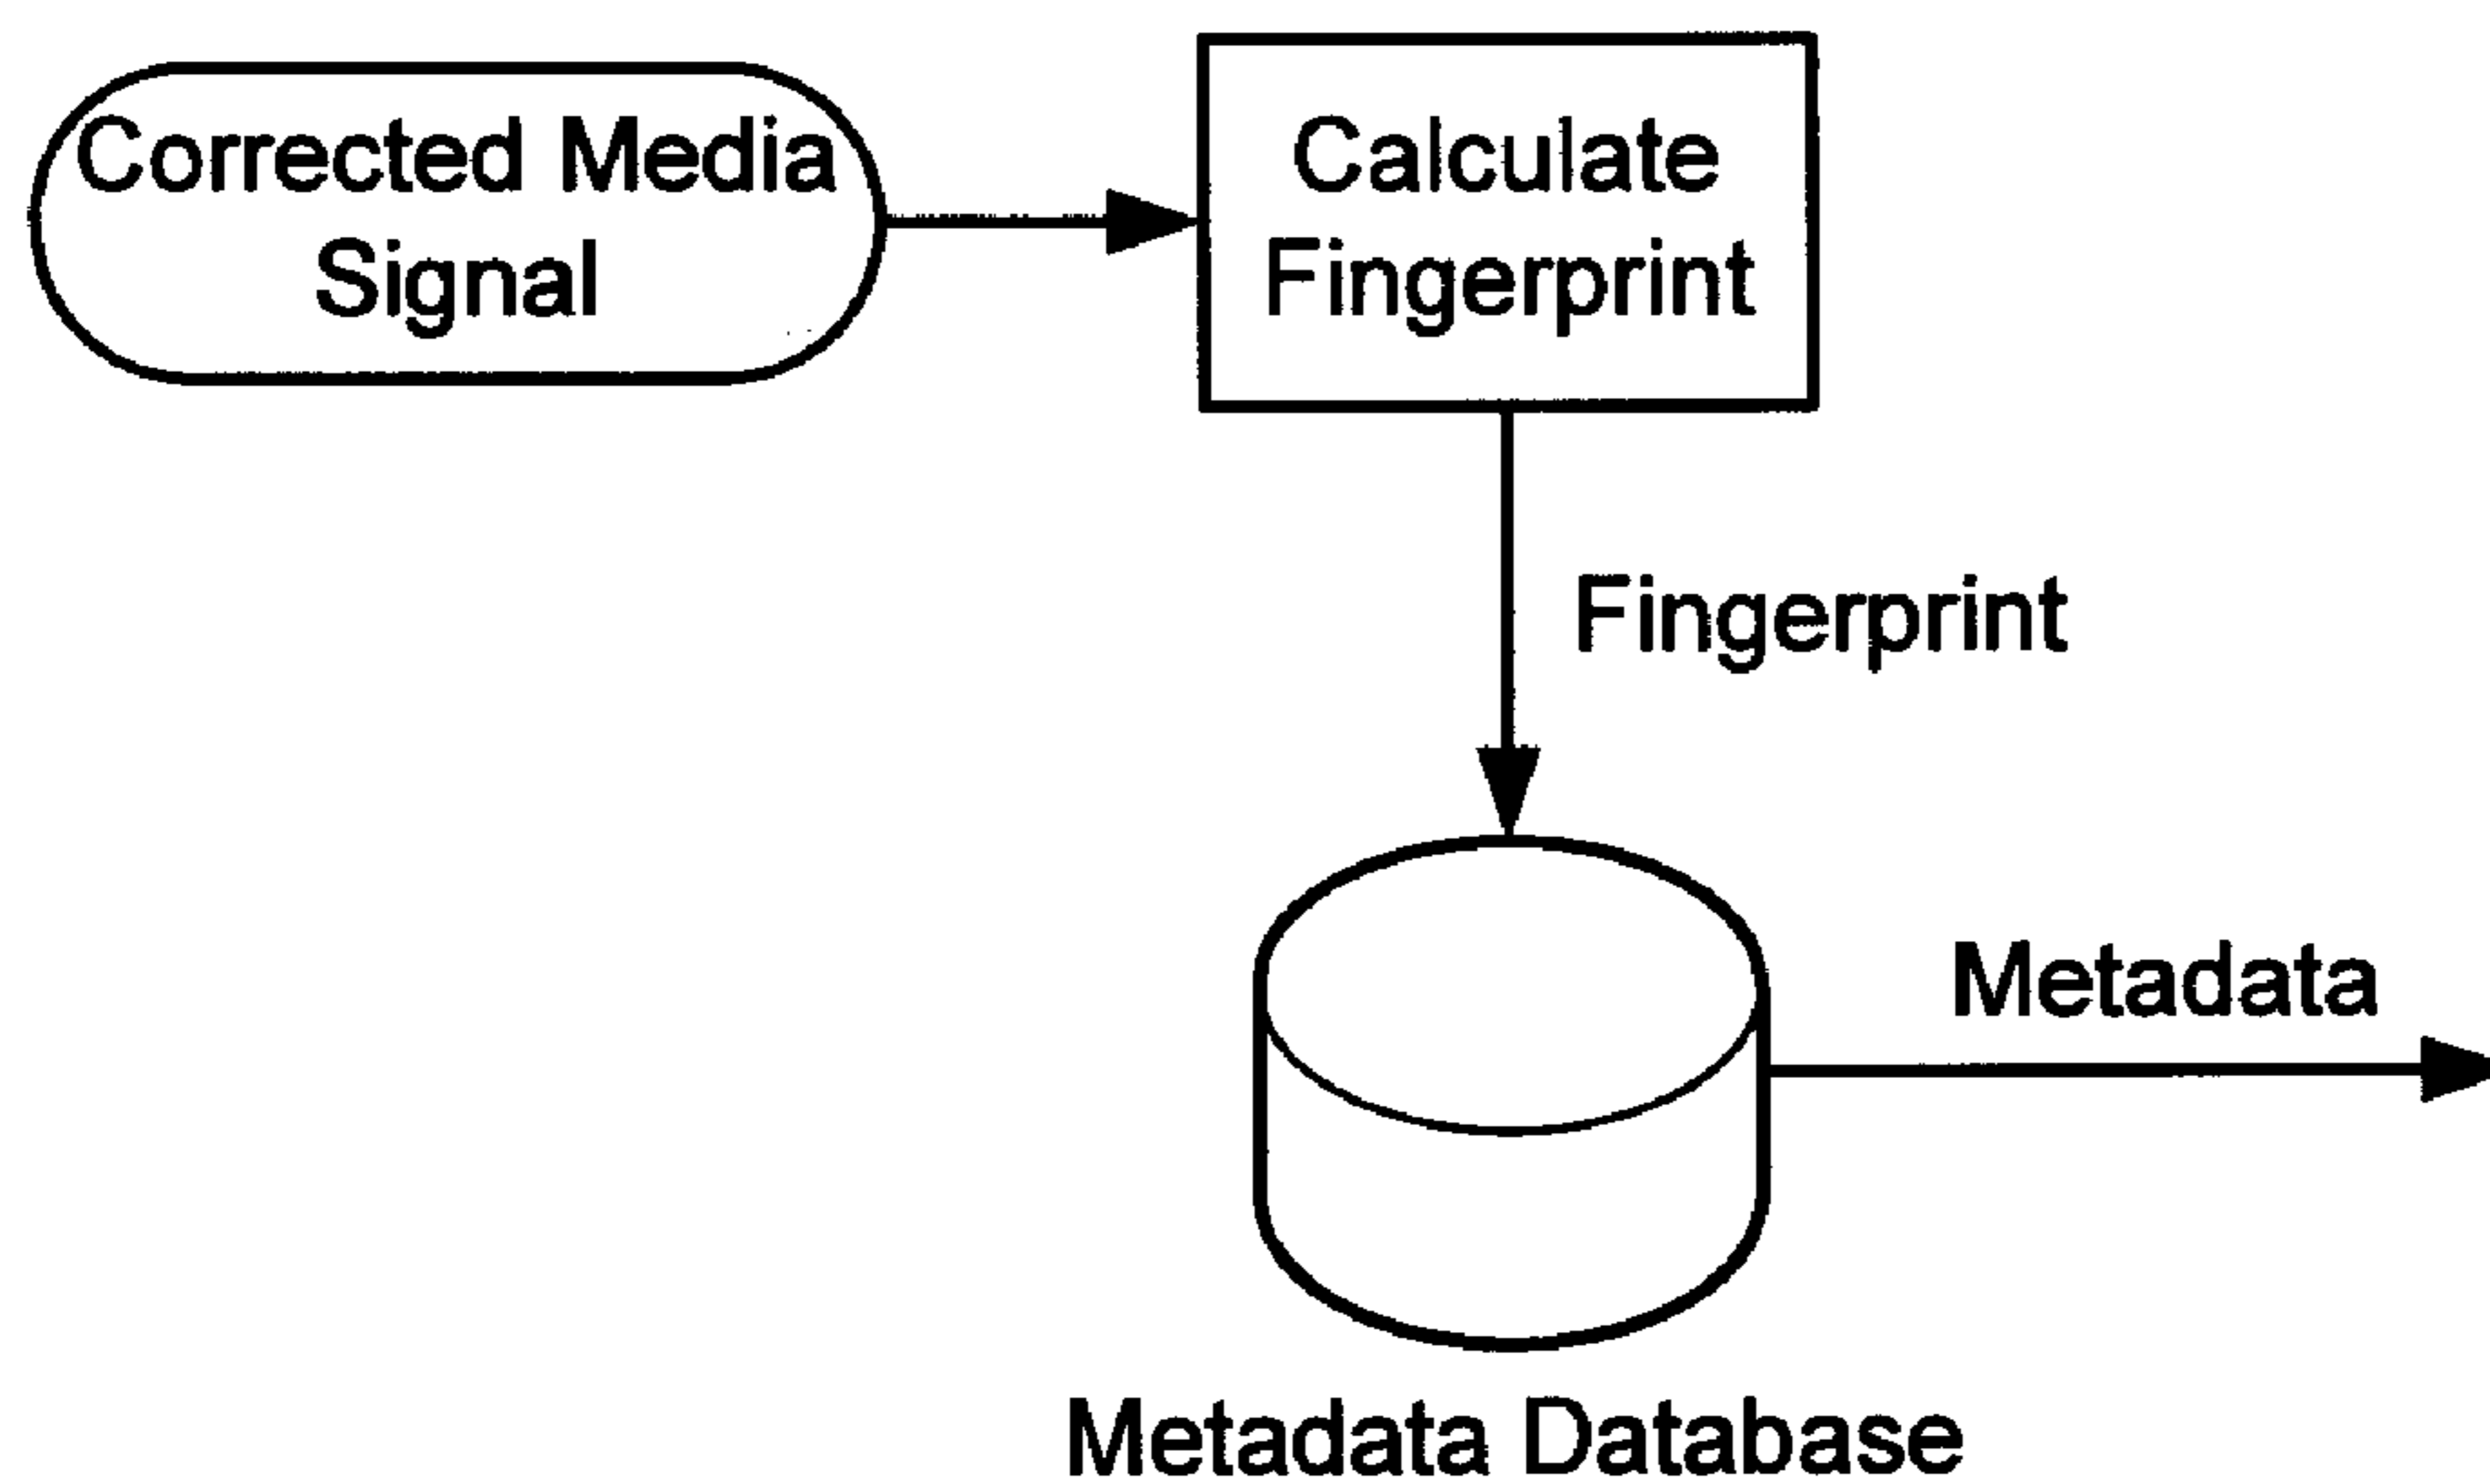 Corrected Media
Signal
Calculate
Fingerprint
Fingerprint
Metadata
Metadata Database